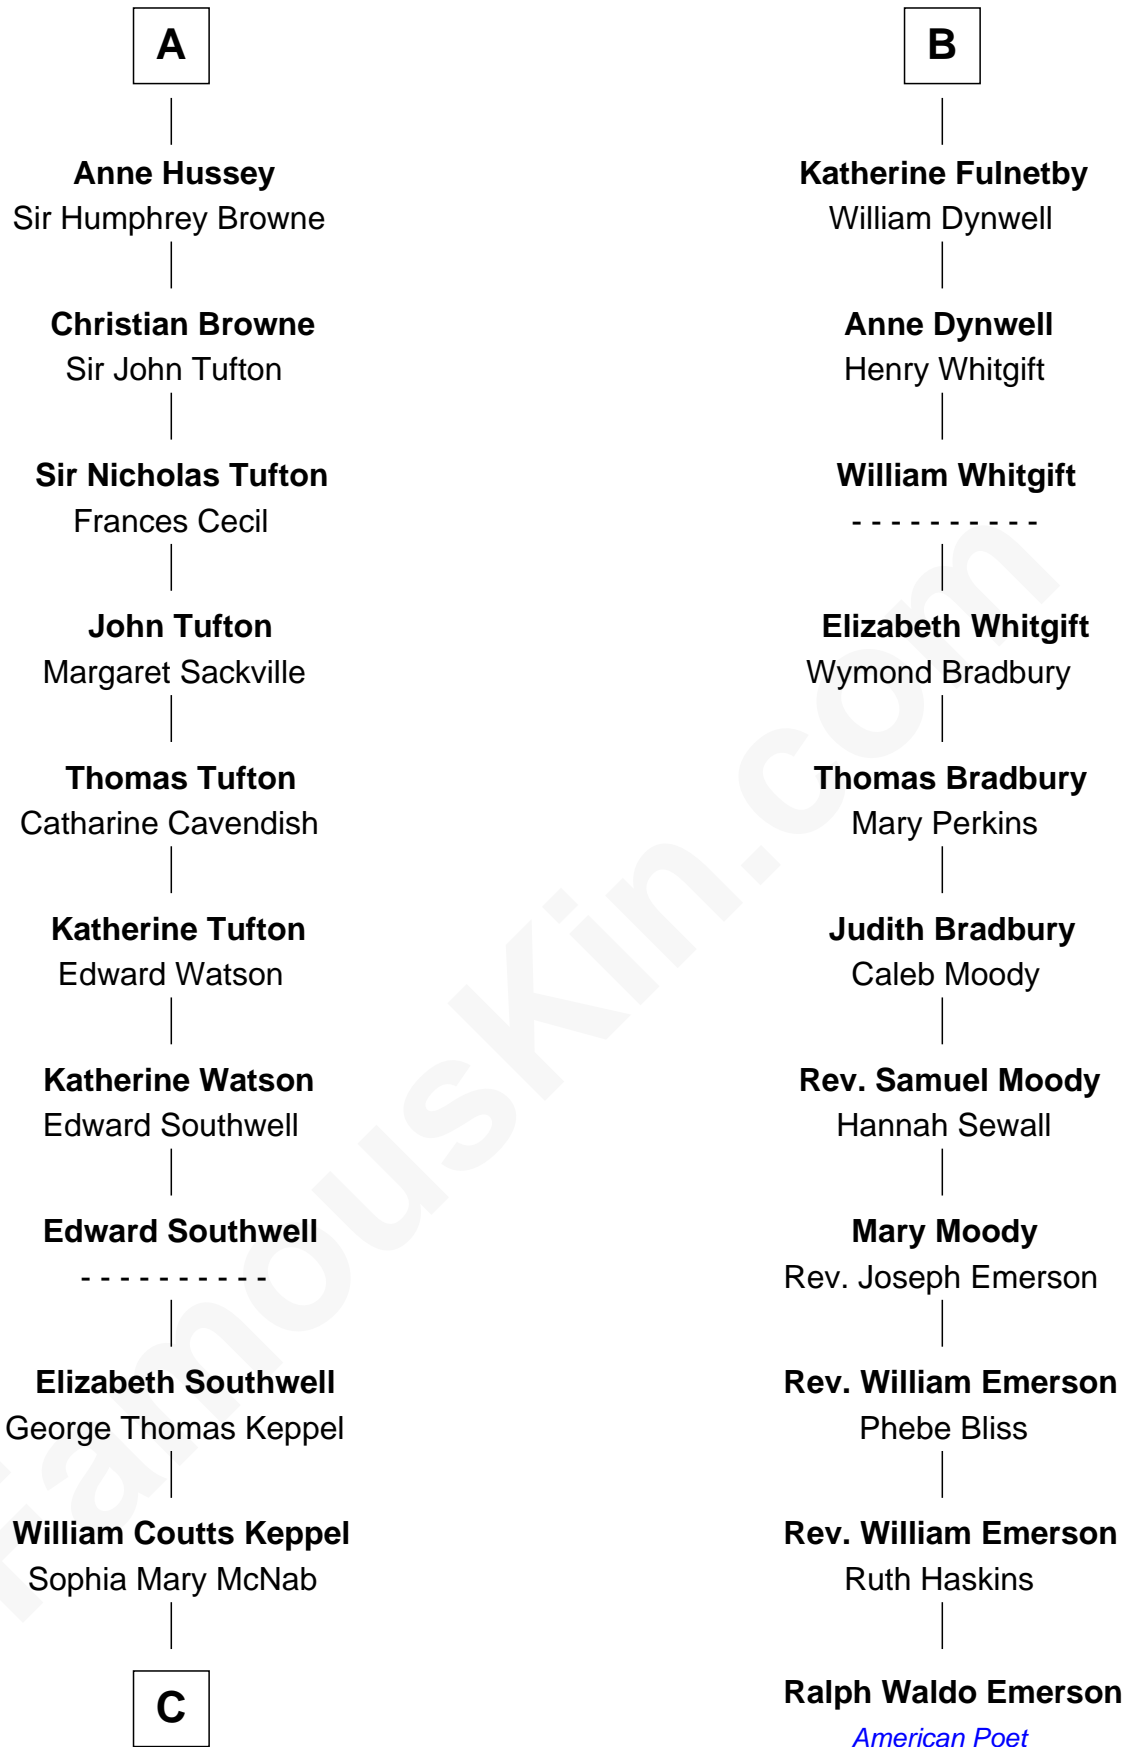 A
Anne Hussey
Sir Humphrey Browne
Christian Browne
Sir John Tufton
Sir Nicholas Tufton
Frances Cecil
John Tufton
Margaret Sackville
Thomas Tufton
Catharine Cavendish
Katherine Tufton
Edward Watson
Katherine Watson
Edward Southwell
Edward Southwell
- - - - - - - - - -
Elizabeth Southwell
George Thomas Keppel
William Coutts Keppel
Sophia Mary McNab
C
B
Katherine Fulnetby
William Dynwell
Anne Dynwell
Henry Whitgift
William Whitgift
- - - - - - - - - -
Elizabeth Whitgift
Wymond Bradbury
Thomas Bradbury
Mary Perkins
Judith Bradbury
Caleb Moody
Rev. Samuel Moody
Hannah Sewall
Mary Moody
Rev. Joseph Emerson
Rev. William Emerson
Phebe Bliss
Rev. William Emerson
Ruth Haskins
Ralph Waldo Emerson
American Poet
FamousKin.com